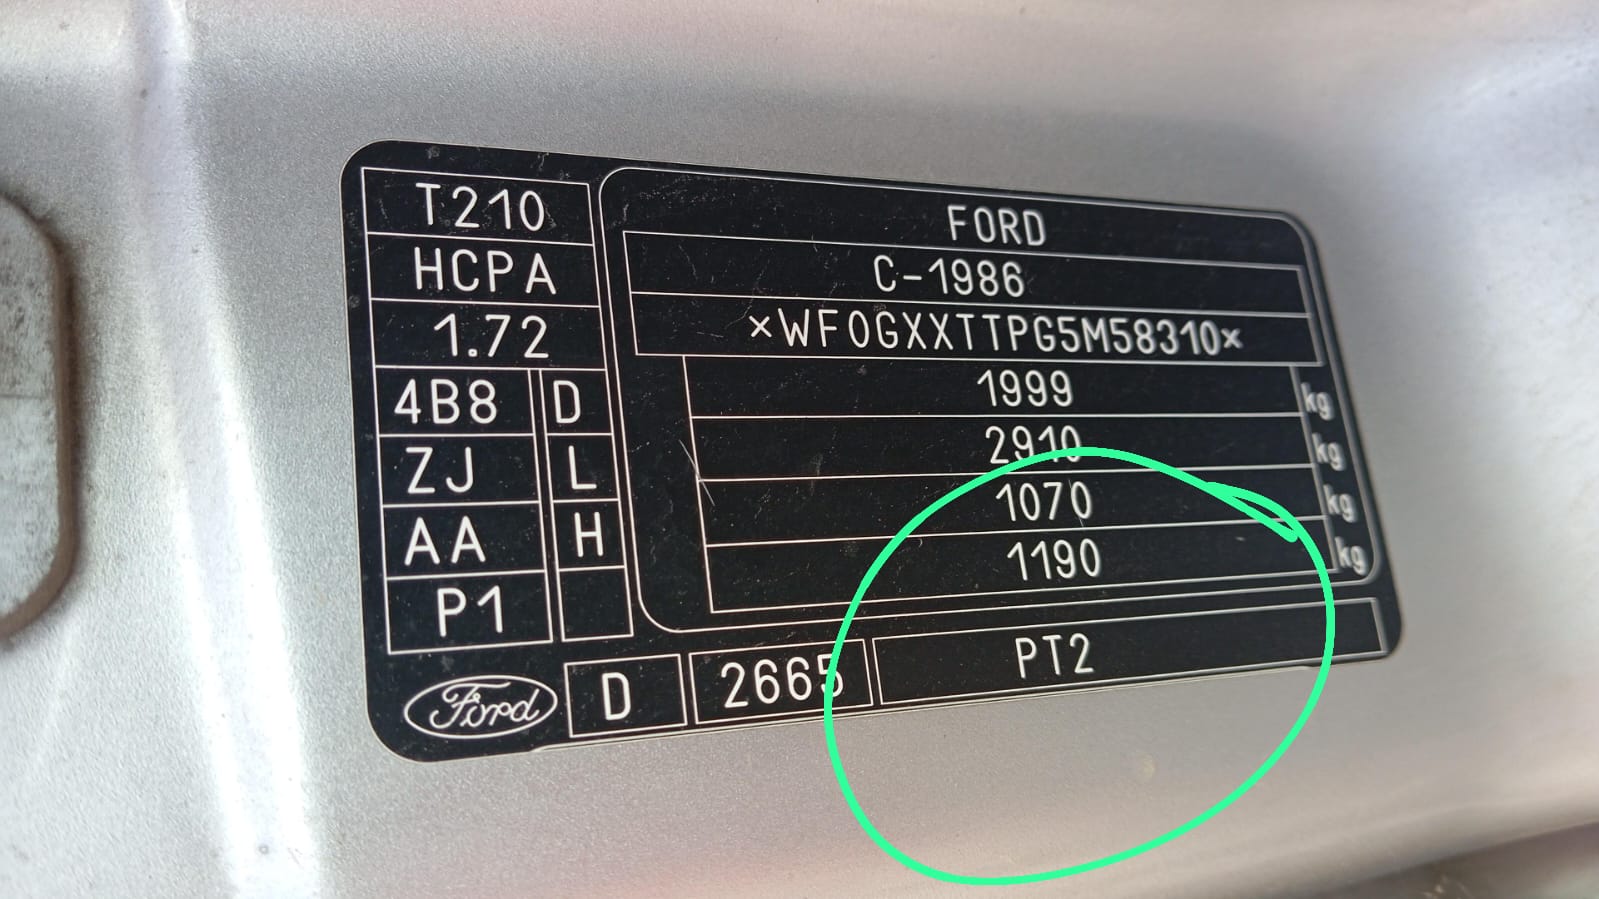 T210
HCPA
1.72
4B8 D
ZJ L
AA H
P1
FORD
C-1986
×WF0GXXTTPG5M58310×
1999 kg
2910 kg
1070 kg
1190 kg
Ford D 2665 PT2